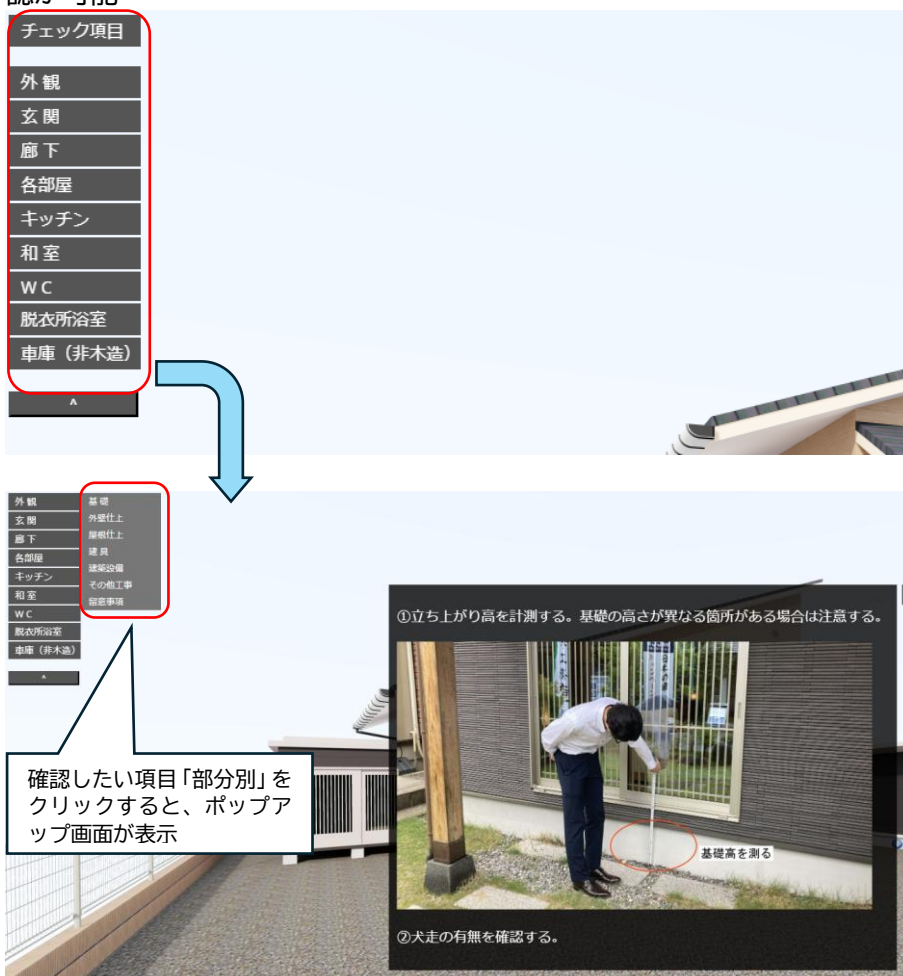 チェック項目
外 観
玄 関
廊 下
各部屋
キッチン
和 室
W C
脱衣所浴室
車庫（非木造）
^
外 観
玄 関
廊 下
各部屋
キッチン
和 室
W C
脱衣所浴室
車庫（非木造）
^
基 礎
外壁仕上
屋根仕上
建 具
建築設備
その他工事
留意事項
確認したい項目「部分別」を
クリックすると、ポップア
ップ画面が表示
①立ち上がり高を計測する。基礎の高さが異なる箇所がある場合は注意する。
基礎高を測る
②犬走の有無を確認する。